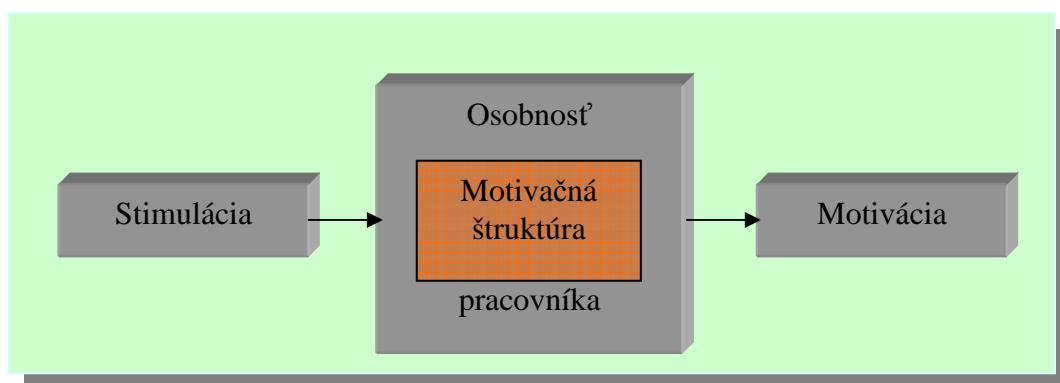 Osobnosť
Stimulácia
Motivačná
štruktúra
Motivácia
pracovníka